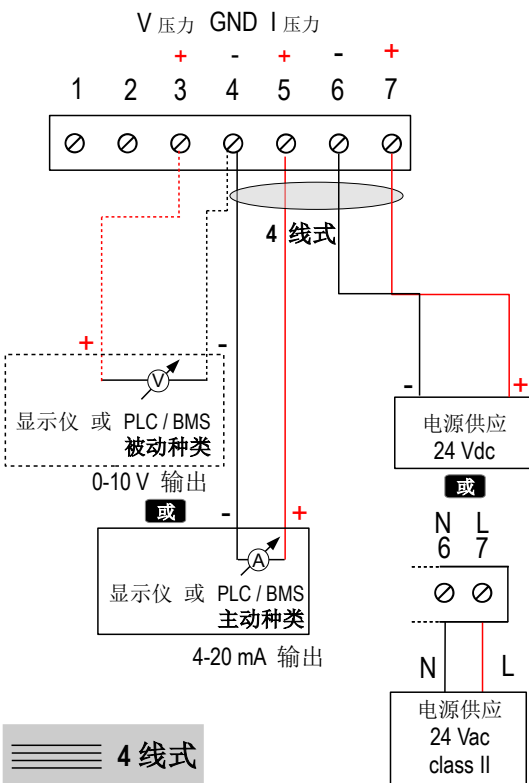 V 压力 GND I 压力
+ - + - +
1 2 3 4 5 6 7
4 线式
+ -
V
显示仪 或 PLC / BMS
被动种类
0-10 V 输出
或
- +
A
显示仪 或 PLC / BMS
主动种类
4-20 mA 输出
- +
电源供应
24 Vdc
或
N L
6 7
N L
电源供应
24 Vac
class II
4 线式